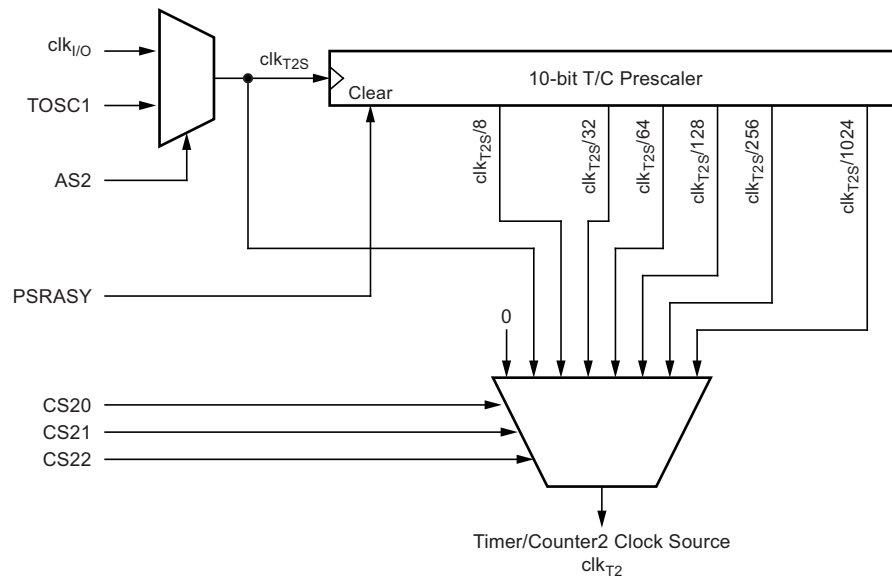 clkI/O
clkT2S
10-bit T/C Prescaler
TOSC1
Clear
clkT2S/8
clkT2S/32
clkT2S/64
clkT2S/128
clkT2S/256
clkT2S/1024
AS2
PSRASY
0
CS20
CS21
CS22
Timer/Counter2 Clock Source
clkT2